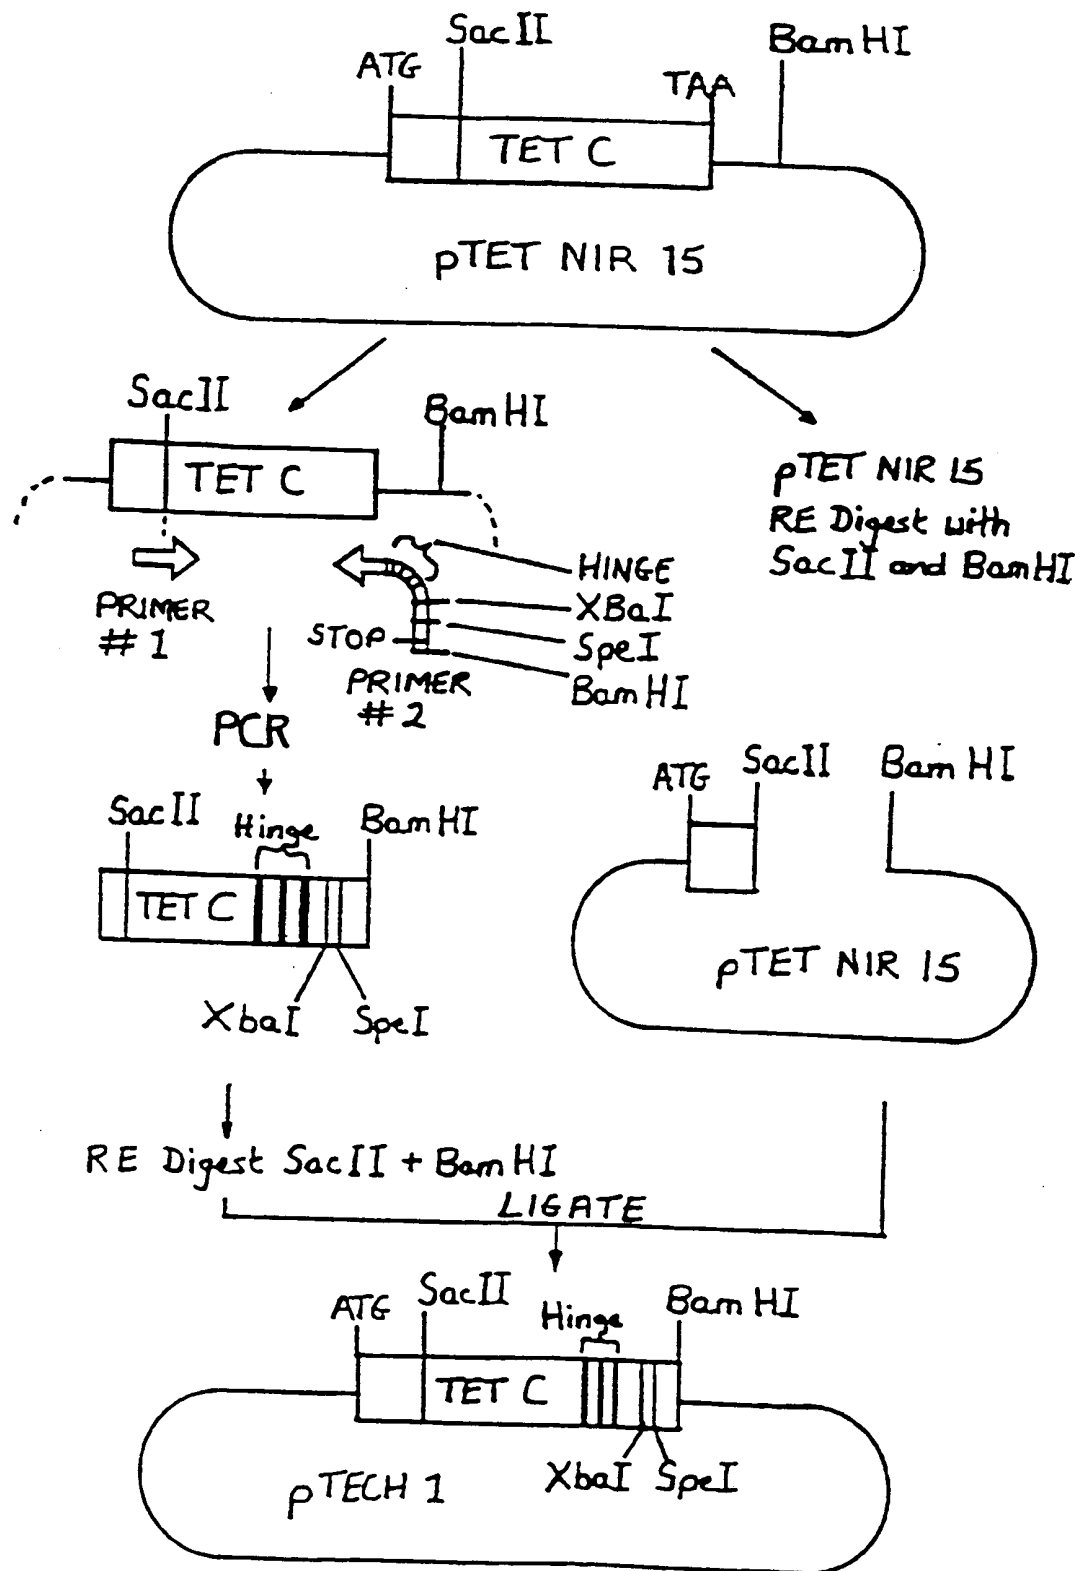 SacII
BamHI
ATG
TAA
TET C
pTET NIR 15
SacII
BamHI
TET C
pTET NIR 15
RE Digest with
SacII and BamHI
HINGE
XBaI
SpeI
BamHI
STOP
PRIMER
# 1
PRIMER
# 2
PCR
SacII
Hinge
BamHI
TET C
XbaI
SpeI
ATG
SacII
BamHI
pTET NIR 15
RE Digest SacII + BamHI
LIGATE
ATG
SacII
Hinge
BamHI
TET C
XbaI
SpeI
pTECH 1